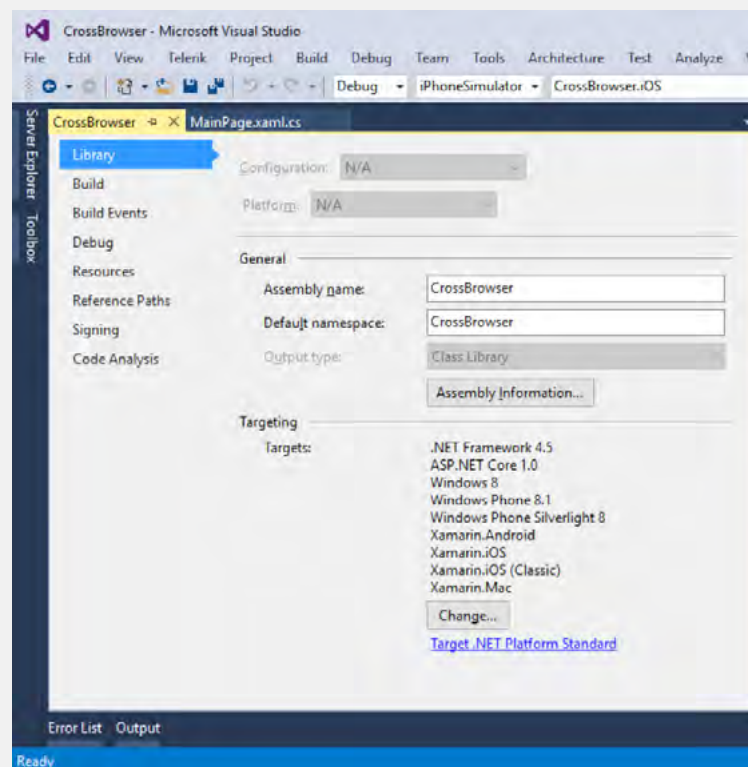 CrossBrowser - Microsoft Visual Studio
File Edit View Telerik Project Build Debug Team Tools Architecture Test Analyze
Debug iPhoneSimulator CrossBrowser.iOS
Server Explorer
Toolbox
CrossBrowser MainPage.xaml.cs
Library
Build
Build Events
Debug
Resources
Reference Paths
Signing
Code Analysis
Configuration: N/A
Platform: N/A
General
Assembly name: CrossBrowser
Default namespace: CrossBrowser
Output type: Class Library
Assembly Information...
Targeting
Targets:
.NET Framework 4.5
ASP.NET Core 1.0
Windows 8
Windows Phone 8.1
Windows Phone Silverlight 8
Xamarin.Android
Xamarin.iOS
Xamarin.iOS (Classic)
Xamarin.Mac
Change...
Target .NET Platform Standard
Error List Output
Ready